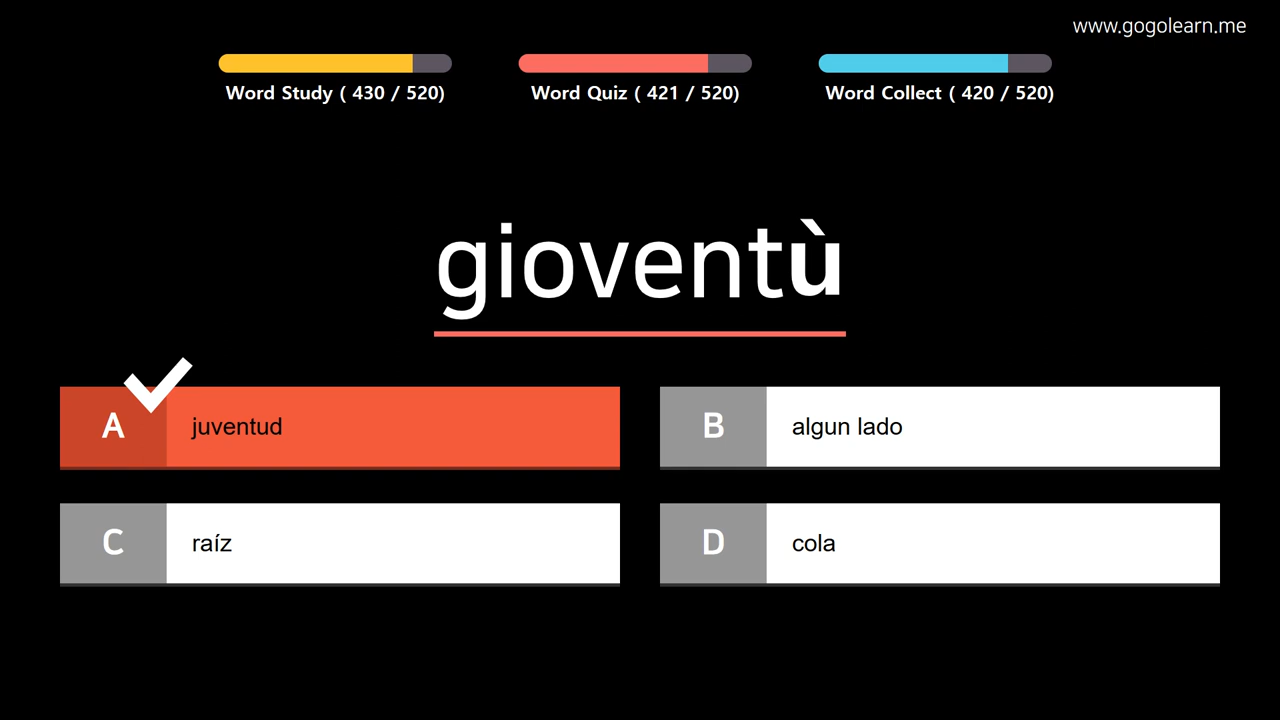 www.gogolearn.me
Word Study ( 430 / 520)
Word Quiz ( 421 / 520)
Word Collect ( 420 / 520)
gioventù
A juventud
B algun lado
C raíz
D cola